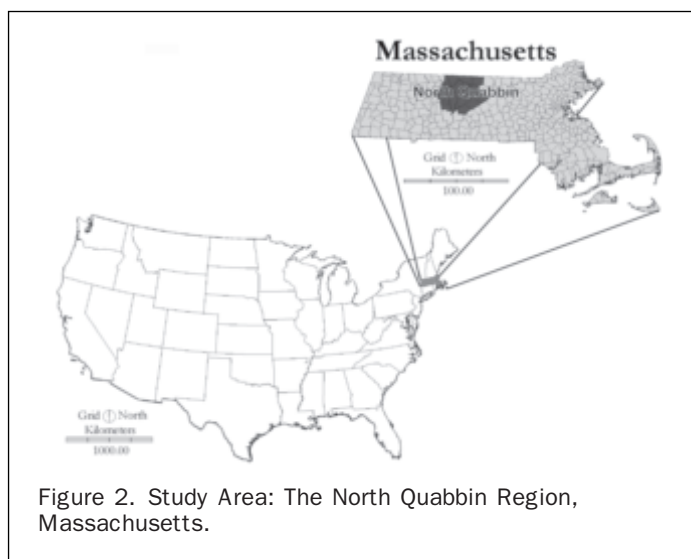 Massachusetts
North Quabbin
Grid North
Kilometers
100.00
Grid North
Kilometers
1000.00
Figure 2. Study Area: The North Quabbin Region,
Massachusetts.